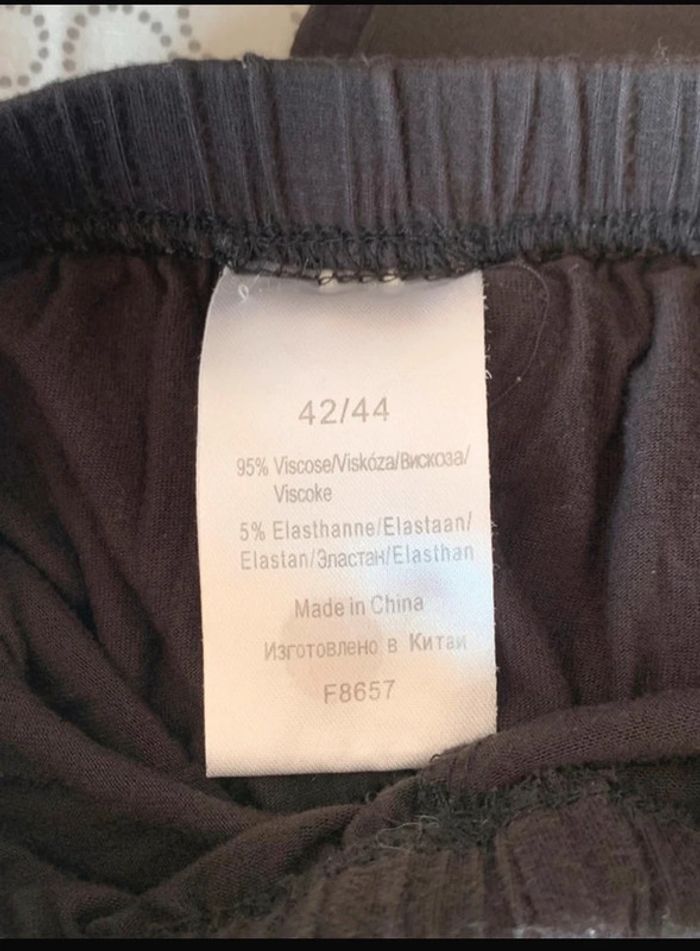 42/44
95% Viscose/Viskóza/Вискоза/
Viscoke
5% Elasthanne/Elastaan/
Elastan/Эластан/Elasthan
Made in China
Изготовлено в Китаи
F8657